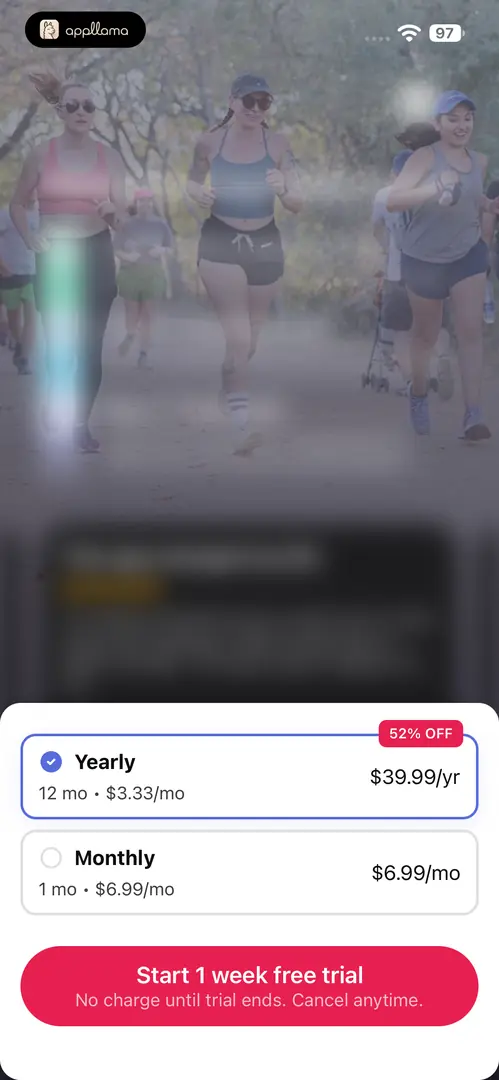 appllama
97
52% OFF
Yearly
12 mo • $3.33/mo
$39.99/yr
Monthly
1 mo • $6.99/mo
$6.99/mo
Start 1 week free trial
No charge until trial ends. Cancel anytime.